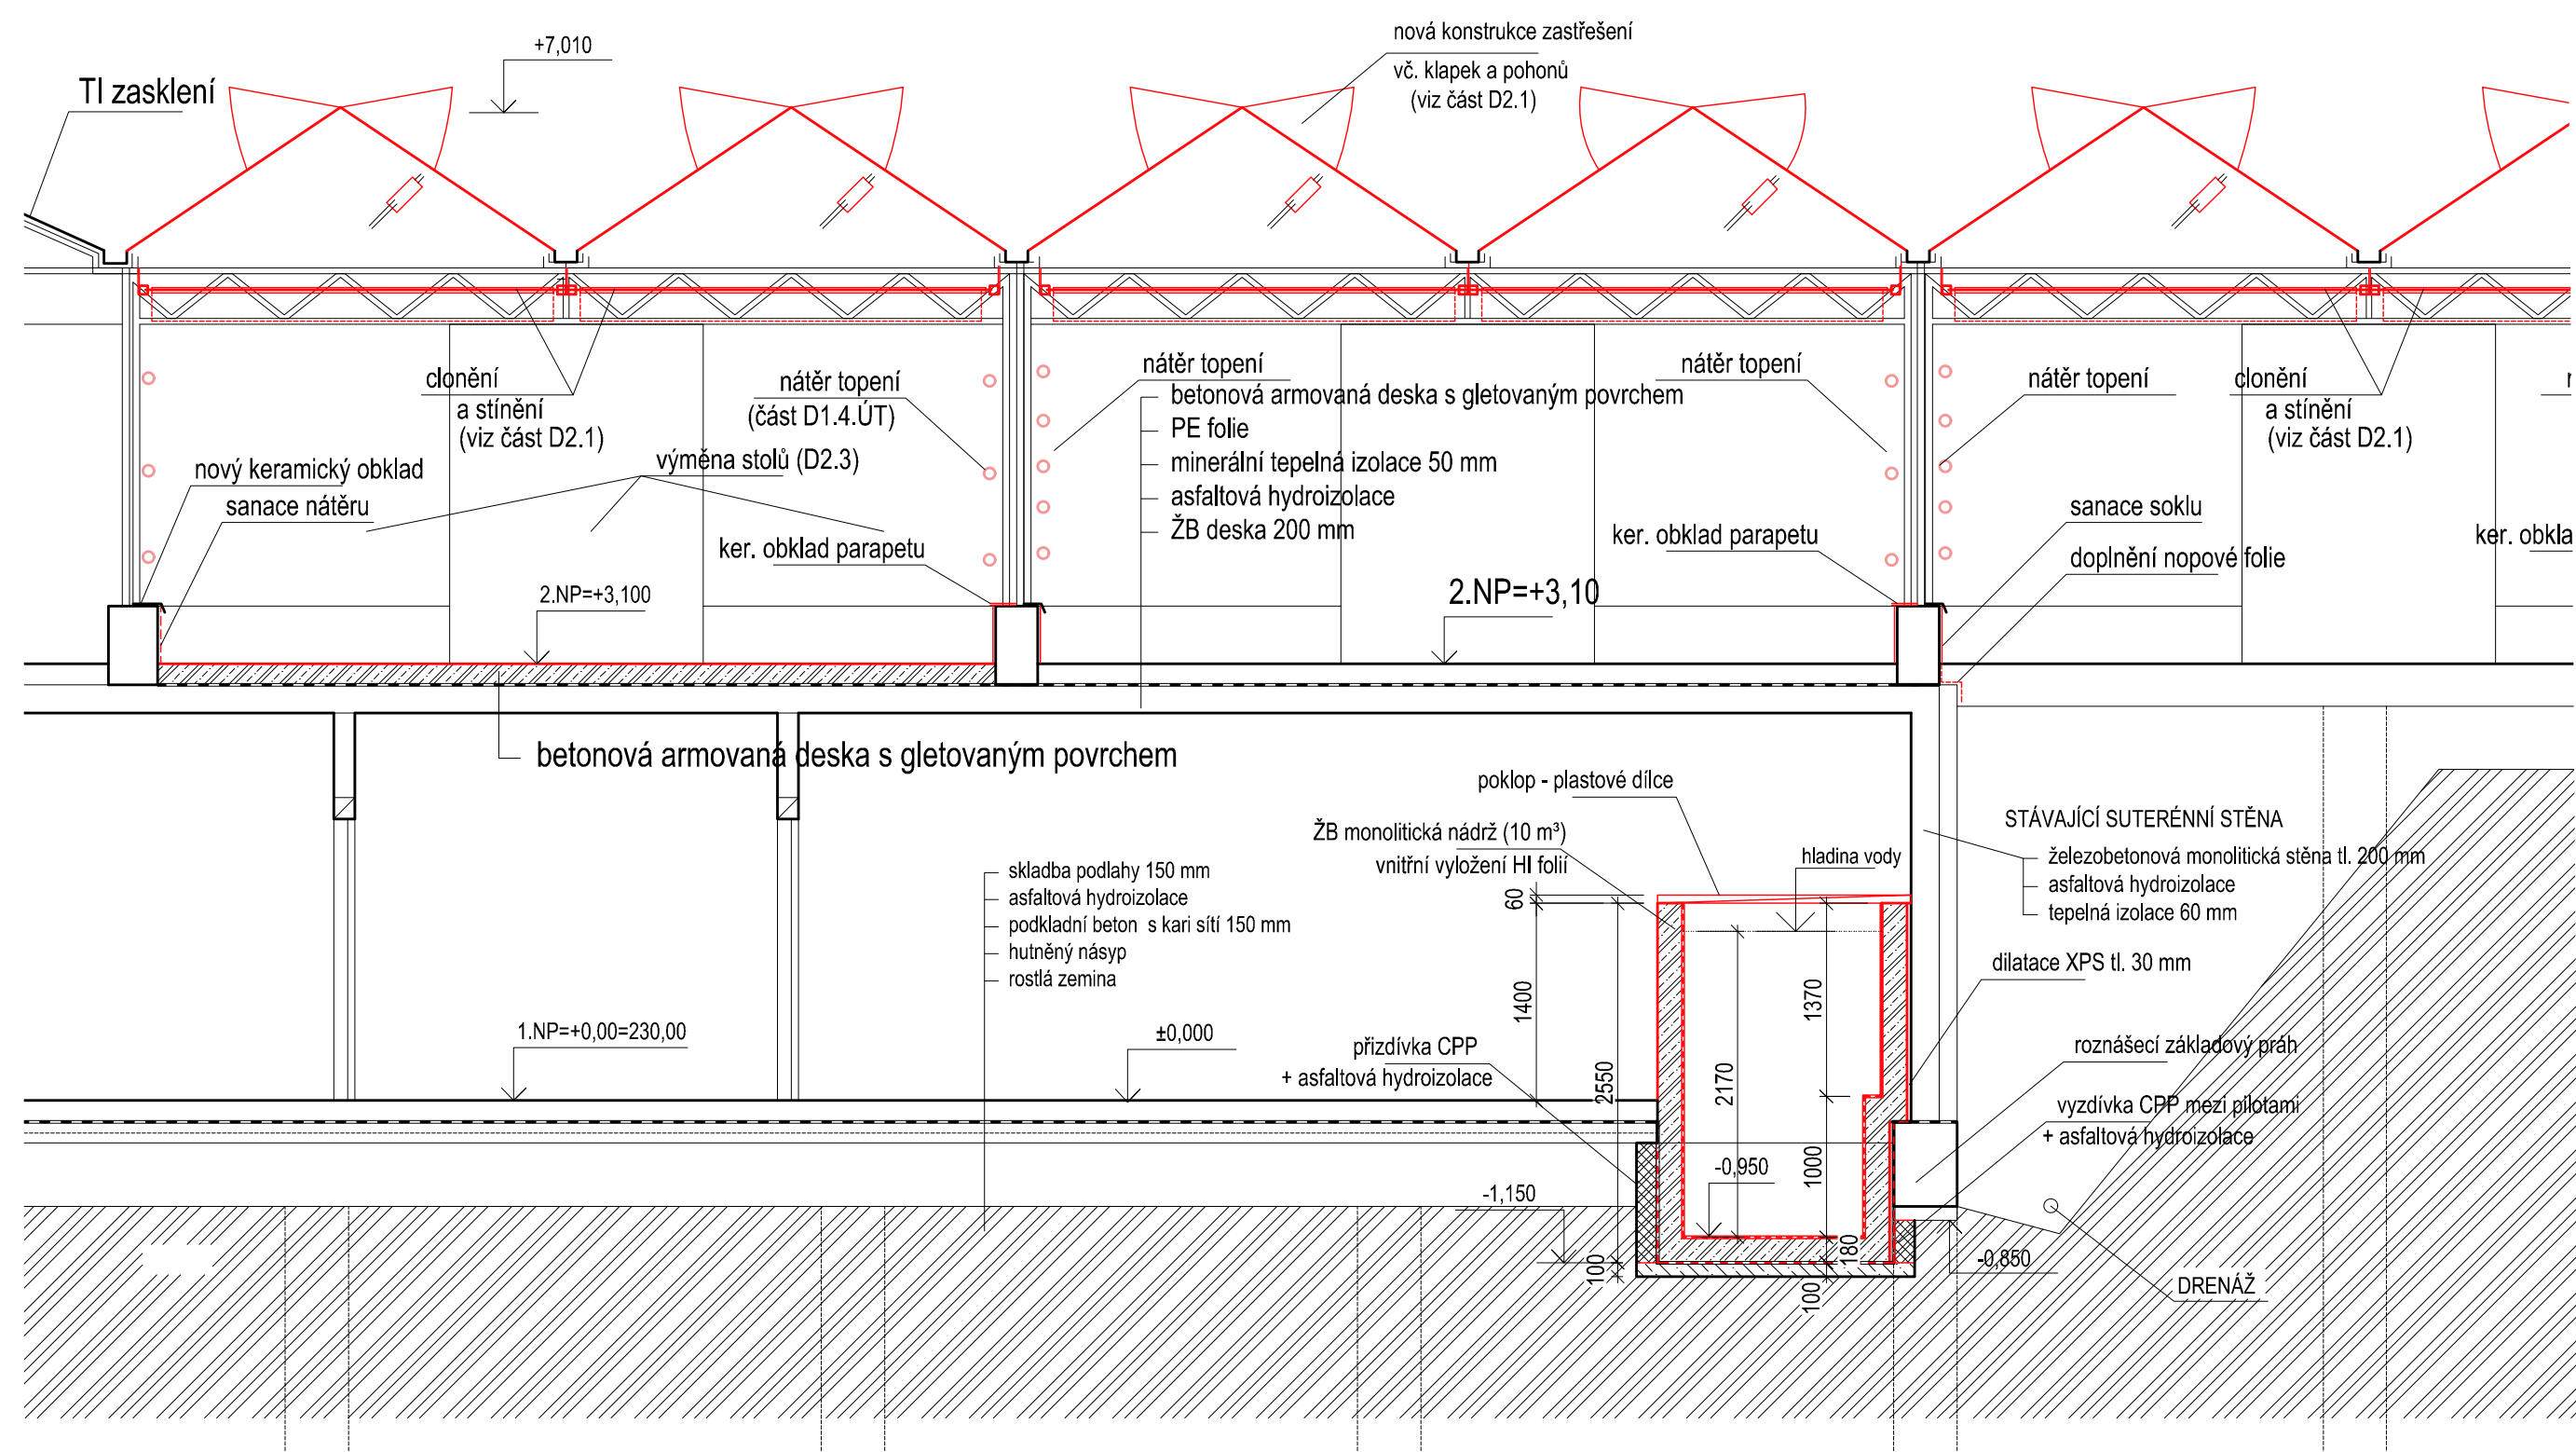 +7,010
nová konstrukce zastřešení
vč. klapek a pohonů
(viz část D2.1)
TI zasklení
clonění
a stínění
(viz část D2.1)
nátěr topení
(část D1.4.ÚT)
nátěr topení
nátěr topení
nátěr topení
clonění
a stínění
(viz část D2.1)
betonová armovaná deska s gletovaným povrchem
PE folie
minerální tepelná izolace 50 mm
asfaltová hydroizolace
ŽB deska 200 mm
nový keramický obklad
sanace nátěru
výměna stolů (D2.3)
ker. obklad parapetu
ker. obklad parapetu
sanace soklu
doplnění nopové folie
ker. obkla
2.NP=+3,100
2.NP=+3,10
betonová armovaná deska s gletovaným povrchem
poklop - plastové dílce
ŽB monolitická nádrž (10 m³)
vnitřní vyložení HI folií
hladina vody
STÁVAJÍCÍ SUTERÉNNÍ STĚNA
železobetonová monolitická stěna tl. 200 mm
asfaltová hydroizolace
tepelná izolace 60 mm
skladba podlahy 150 mm
asfaltová hydroizolace
podkladní beton s kari sítí 150 mm
hutněný násyp
rostlá zemina
60
1400
2550
2170
1370
1000
180
100
100
dilatace XPS tl. 30 mm
1.NP=+0,00=230,00
±0,000
přizdívka CPP
+ asfaltová hydroizolace
roznášecí základový práh
vyzdívka CPP mezi pilotami
+ asfaltová hydroizolace
-0,950
-1,150
-0,850
DRENÁŽ